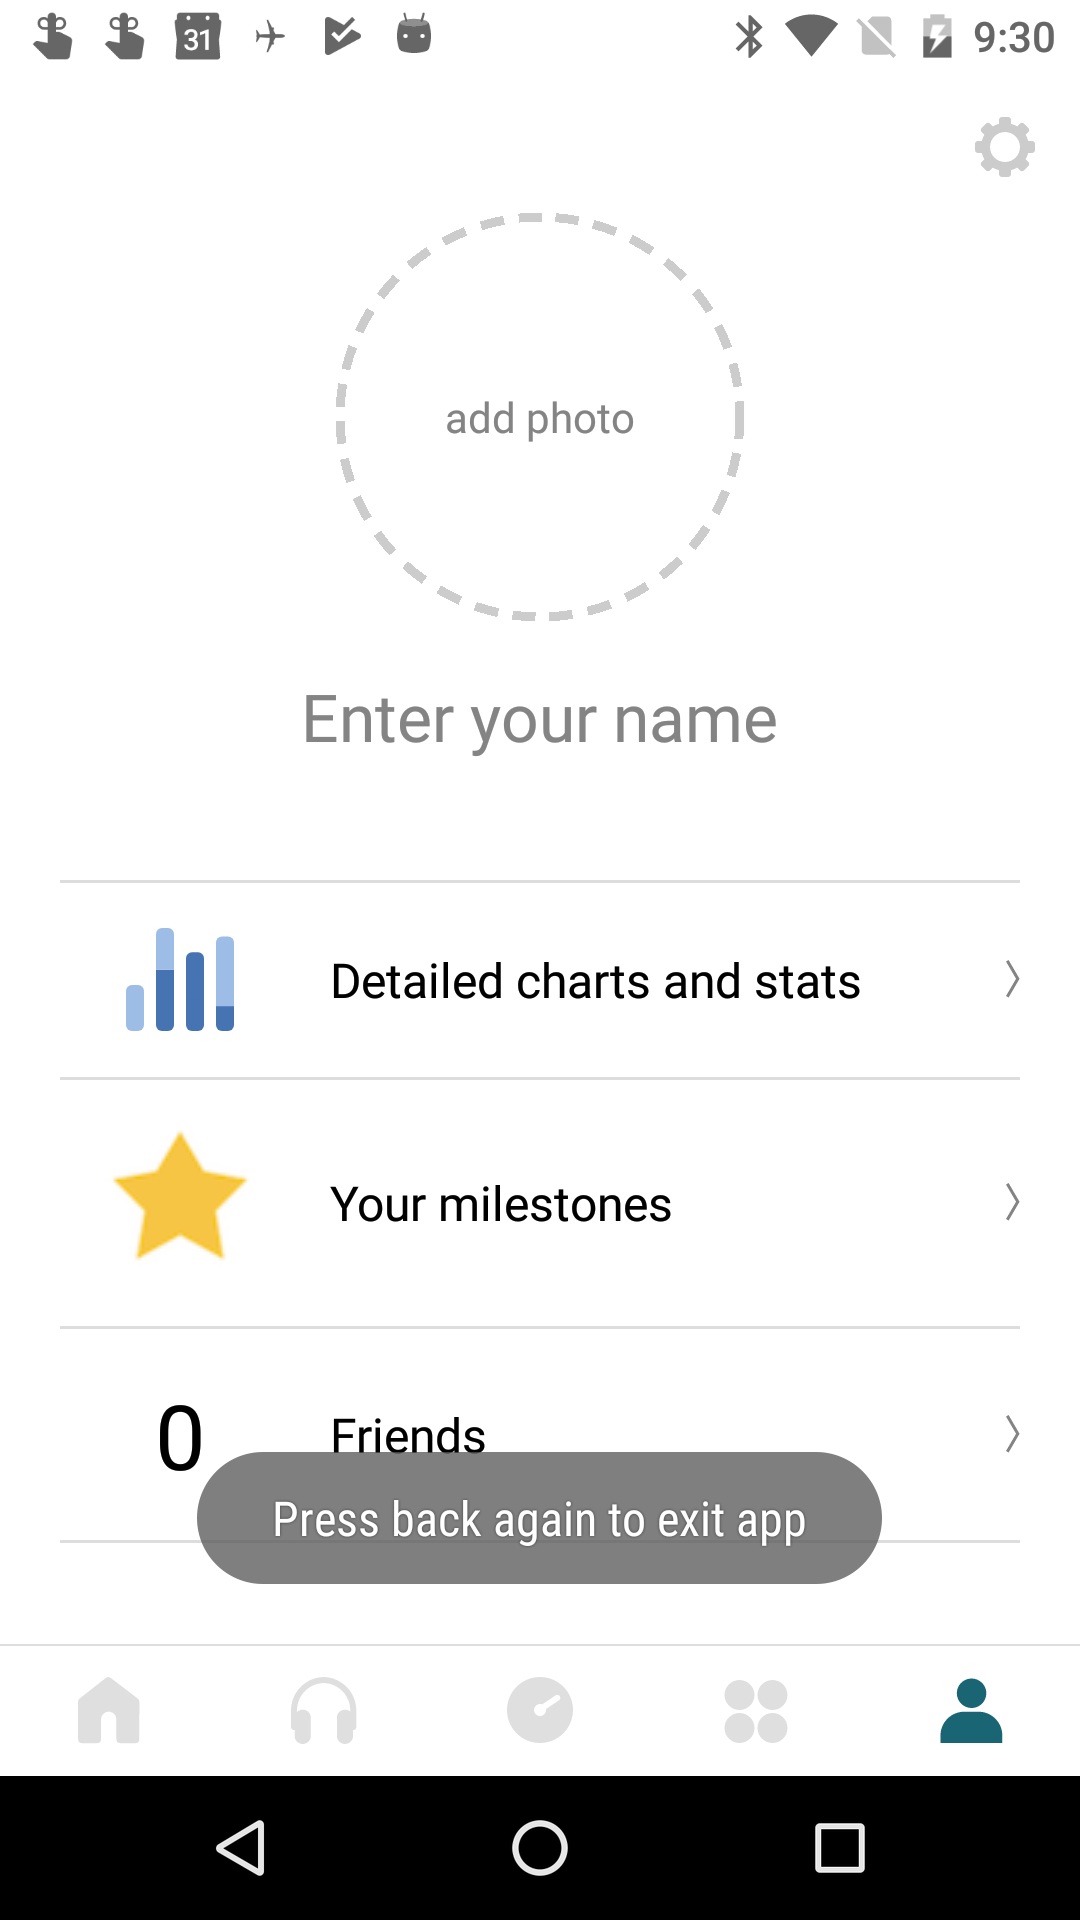 31
9:30
add photo
Enter your name
Detailed charts and stats
Your milestones
0
Friends
Press back again to exit app